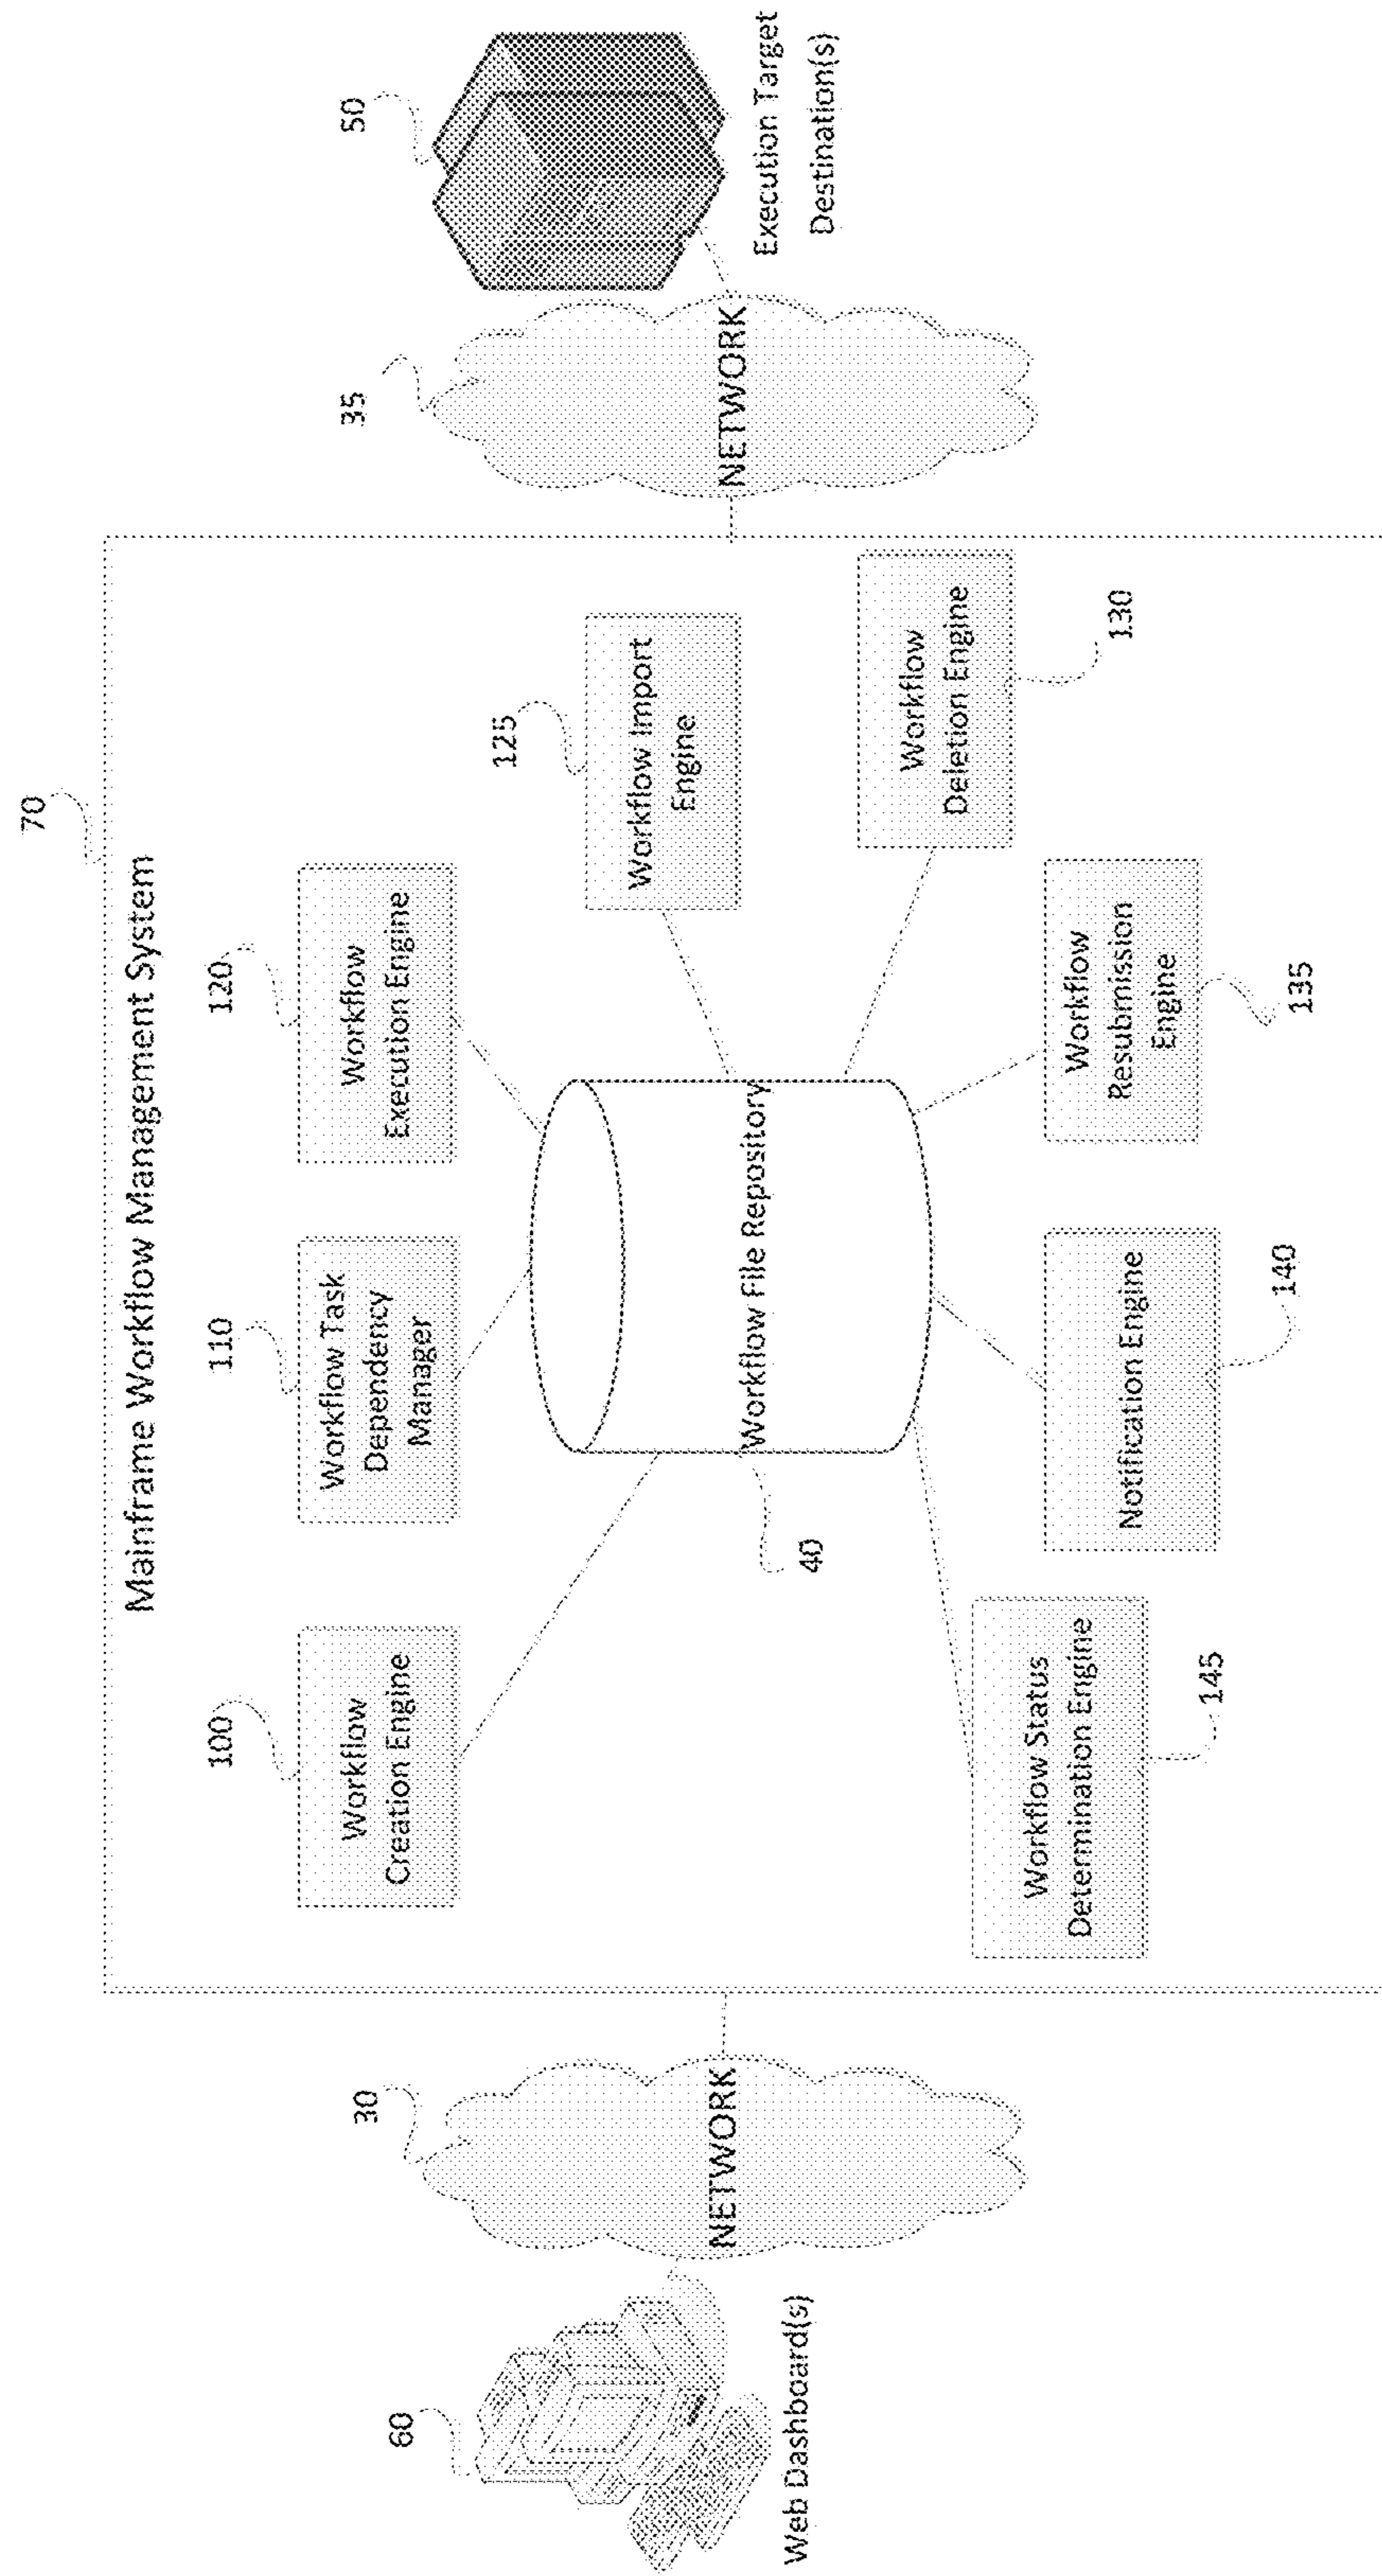 70
Mainframe Workflow Management System
100
110
120
Workflow
Creation Engine
Workflow Task
Dependency
Manager
Workflow
Execution Engine
125
Workflow Import
Engine
Workflow File Repository
40
Workflow
Deletion Engine
130
Workflow Status
Determination Engine
145
Notification Engine
140
Workflow
Resubmission
Engine
135
60
Web Dashboard(s)
30
NETWORK
35
NETWORK
50
Execution Target
Destination(s)